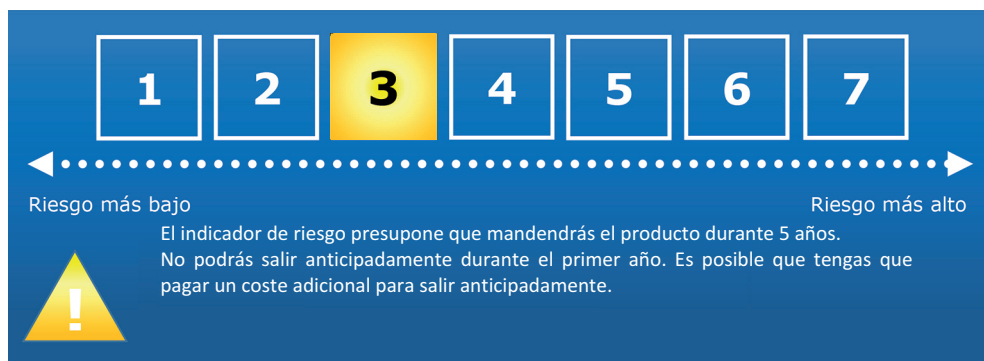 1 2 3 4 5 6 7
Riesgo más bajo Riesgo más alto
El indicador de riesgo presupone que mandendrás el producto durante 5 años.
No podrás salir anticipadamente durante el primer año. Es posible que tengas que
pagar un coste adicional para salir anticipadamente.
!